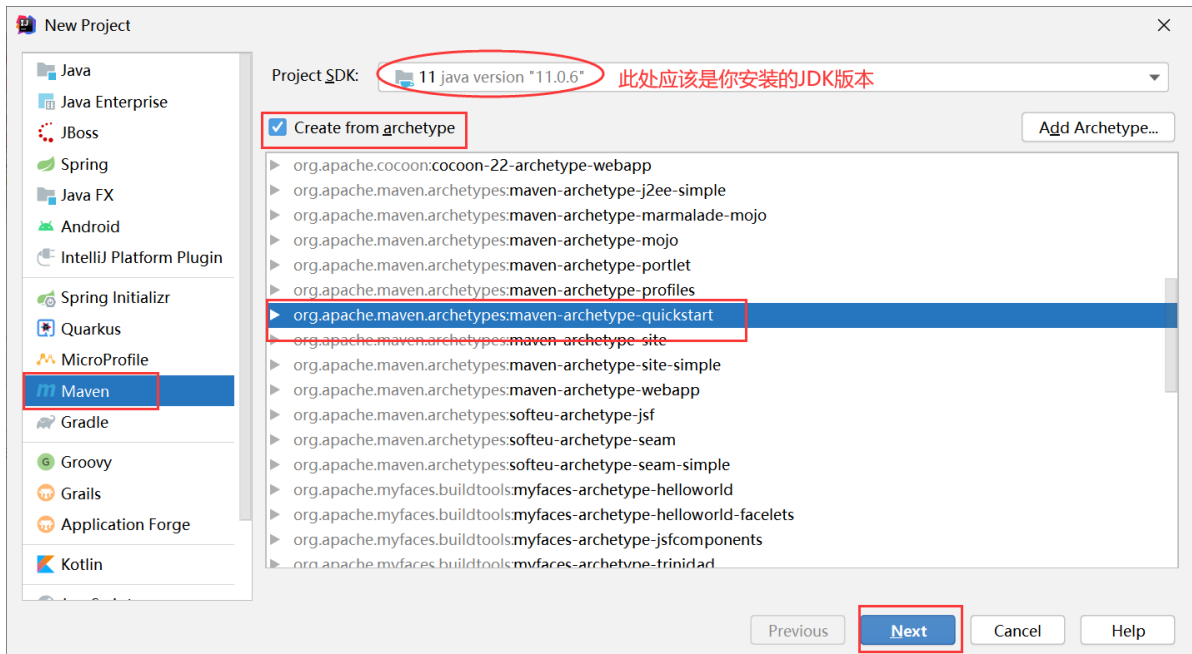 New Project
Java
Java Enterprise
JBoss
Spring
Java FX
Android
IntelliJ Platform Plugin
Spring Initializr
Quarkus
MicroProfile
Maven
Gradle
Groovy
Grails
Application Forge
Kotlin
Project SDK: 11 java version "11.0.6" 此处应该是你安装的JDK版本
Create from archetype Add Archetype...
org.apache.cocoon:cocoon-22-archetype-webapp
org.apache.maven.archetypes:maven-archetype-j2ee-simple
org.apache.maven.archetypes:maven-archetype-marmalade-mojo
org.apache.maven.archetypes:maven-archetype-mojo
org.apache.maven.archetypes:maven-archetype-portlet
org.apache.maven.archetypes:maven-archetype-profiles
org.apache.maven.archetypes:maven-archetype-quickstart
org.apache.maven.archetypes:maven-archetype-site
org.apache.maven.archetypes:maven-archetype-site-simple
org.apache.maven.archetypes:maven-archetype-webapp
org.apache.maven.archetypes:softeu-archetype-jsf
org.apache.maven.archetypes:softeu-archetype-seam
org.apache.maven.archetypes:softeu-archetype-seam-simple
org.apache.myfaces.buildtools:myfaces-archetype-helloworld
org.apache.myfaces.buildtools:myfaces-archetype-helloworld-facelets
org.apache.myfaces.buildtools:myfaces-archetype-jsfcomponents
org.apache.myfaces.buildtools:myfaces-archetype-trinidad
Previous Next Cancel Help